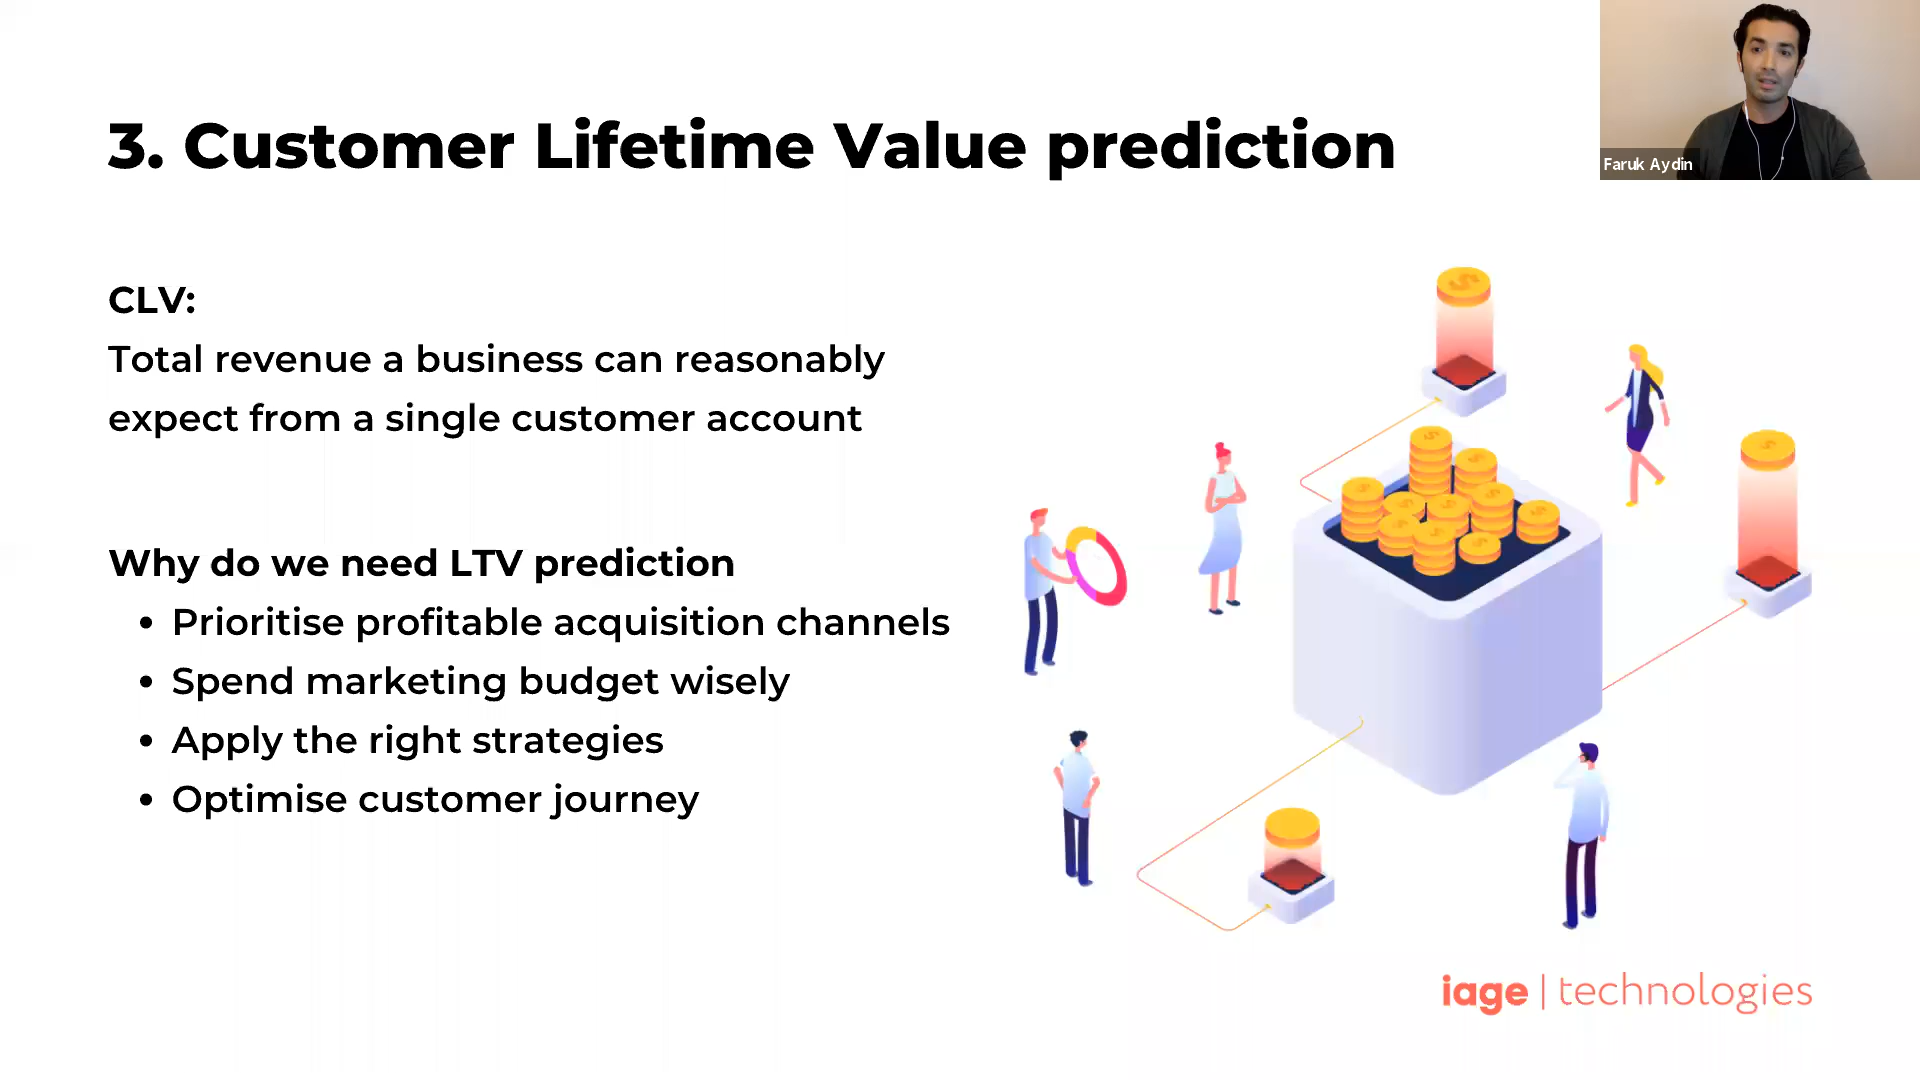 3. Customer Lifetime Value prediction
Faruk Aydin
CLV:
Total revenue a business can reasonably
expect from a single customer account
Why do we need LTV prediction
• Prioritise profitable acquisition channels
• Spend marketing budget wisely
• Apply the right strategies
• Optimise customer journey
iage | technologies